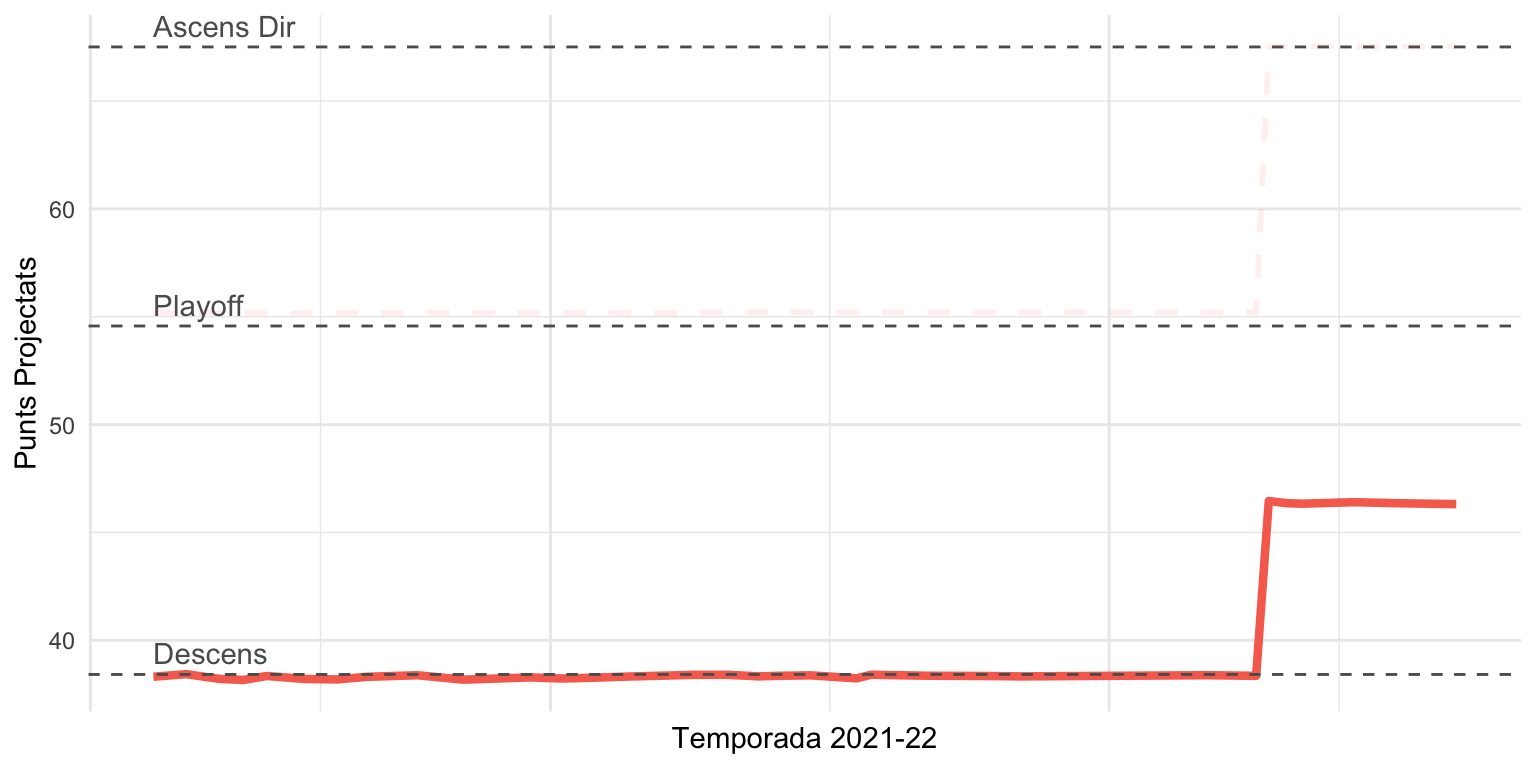 Ascens Dir
60
Playoff
50
40
Descens
Punts Projectats
Temporada 2021-22